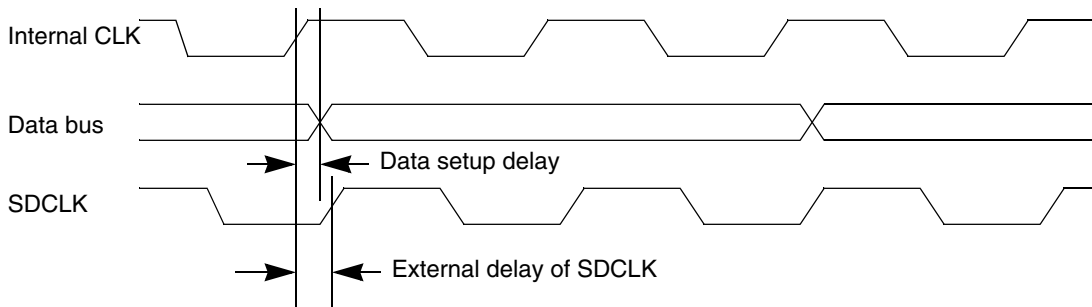 Internal CLK
Data bus
Data setup delay
SDCLK
External delay of SDCLK